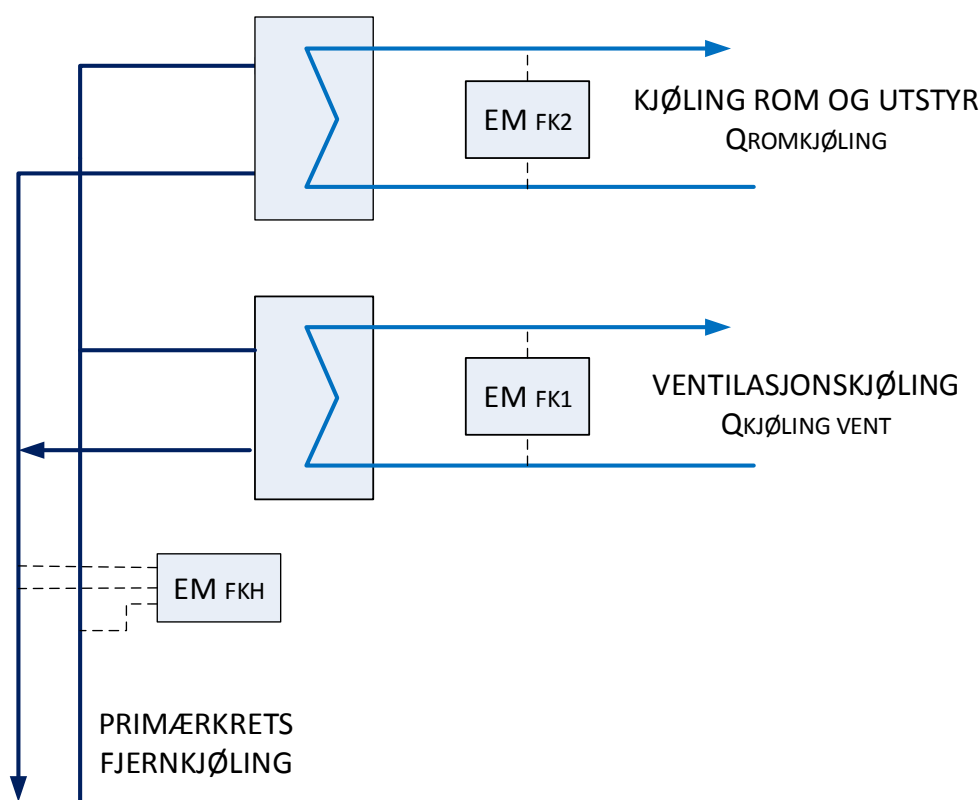 EM FK2
KJØLING ROM OG UTSTYR
QROMKJØLING
EM FK1
VENTILASJONSKJØLING
QKJØLING VENT
EM FKH
PRIMÆRKRETS
FJERNKJØLING